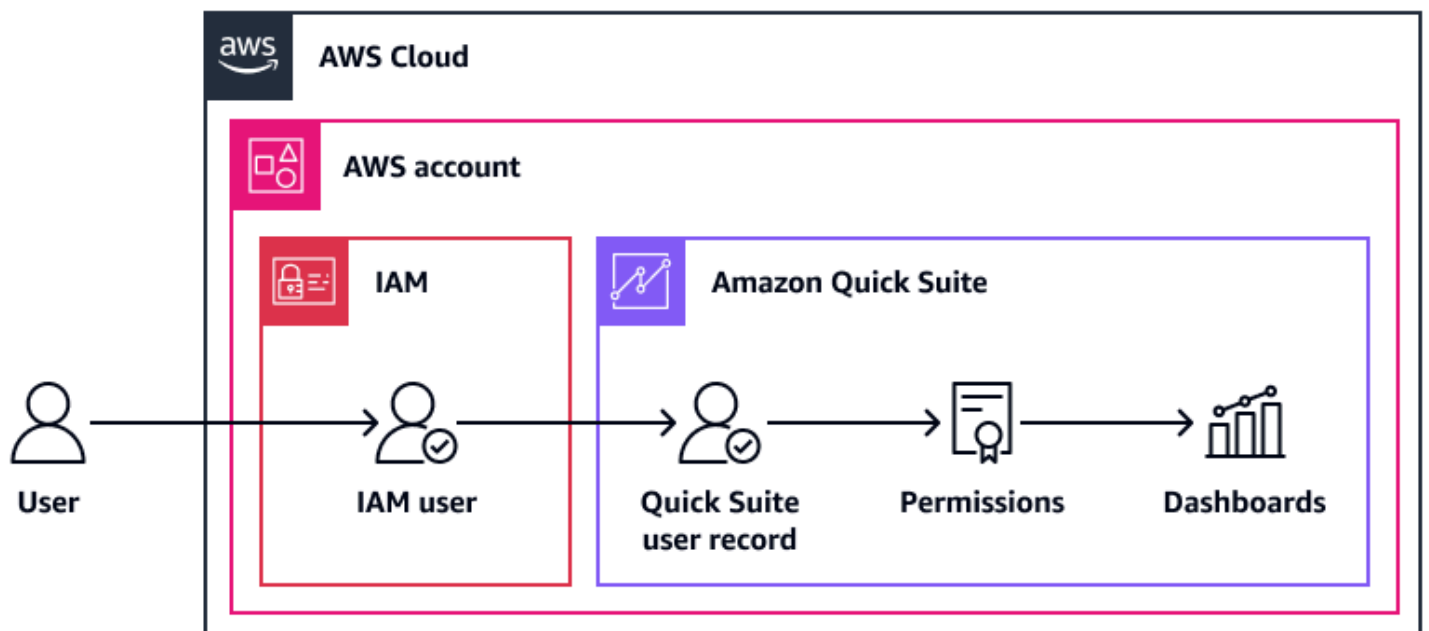 aws
AWS Cloud
AWS account
IAM
Amazon Quick Suite
User
IAM user
Quick Suite
user record
Permissions
Dashboards